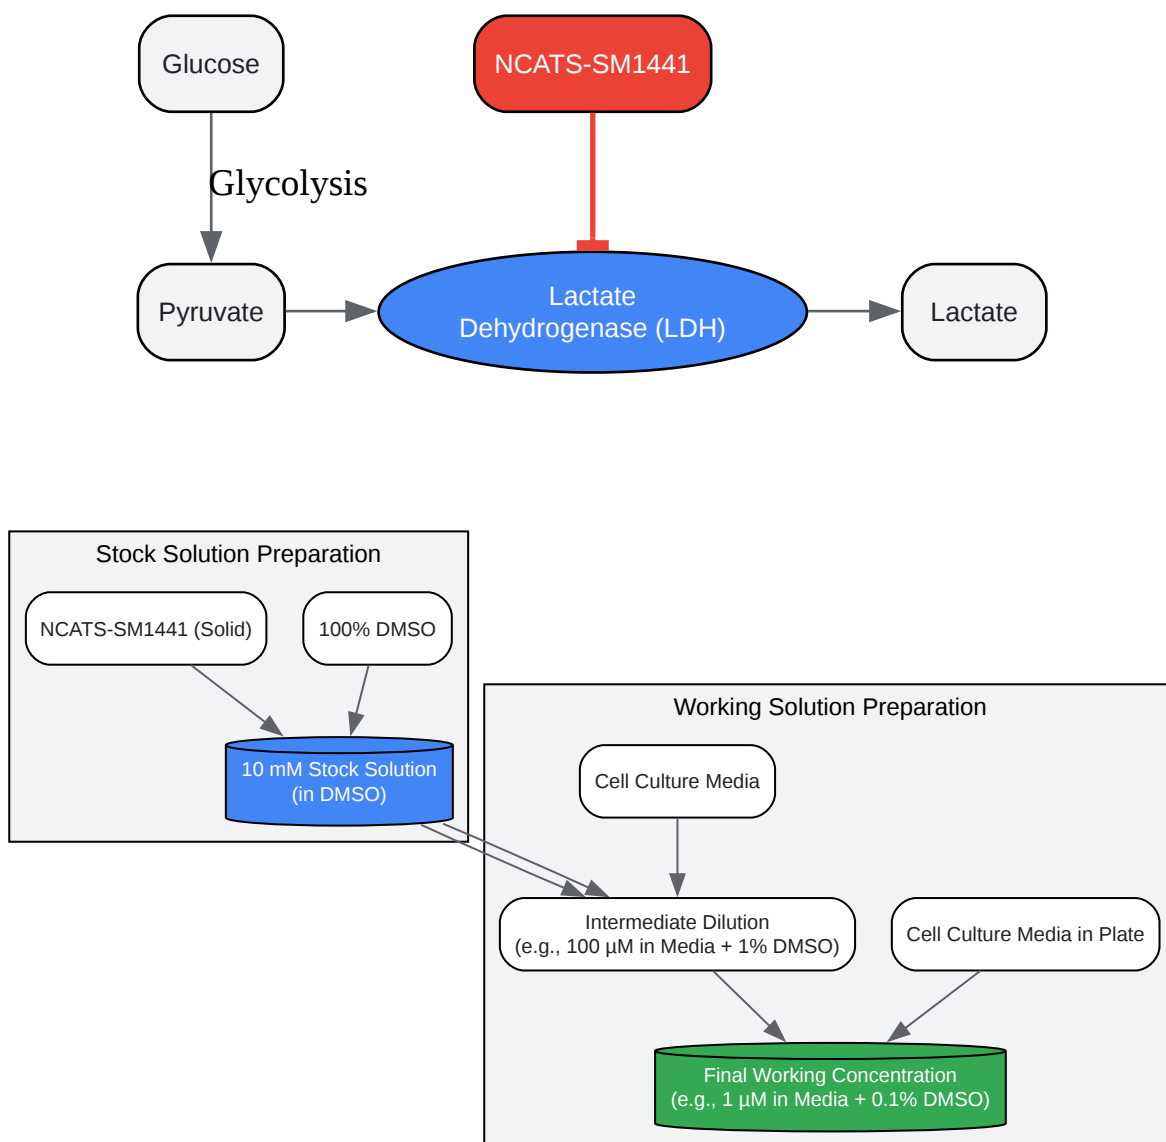 Glucose
NCATS-SM1441
Glycolysis
Pyruvate
Lactate
Dehydrogenase (LDH)
Lactate
Stock Solution Preparation
NCATS-SM1441 (Solid)
100% DMSO
10 mM Stock Solution
(in DMSO)
Working Solution Preparation
Cell Culture Media
Intermediate Dilution
(e.g., 100 µM in Media + 1% DMSO)
Cell Culture Media in Plate
Final Working Concentration
(e.g., 1 µM in Media + 0.1% DMSO)